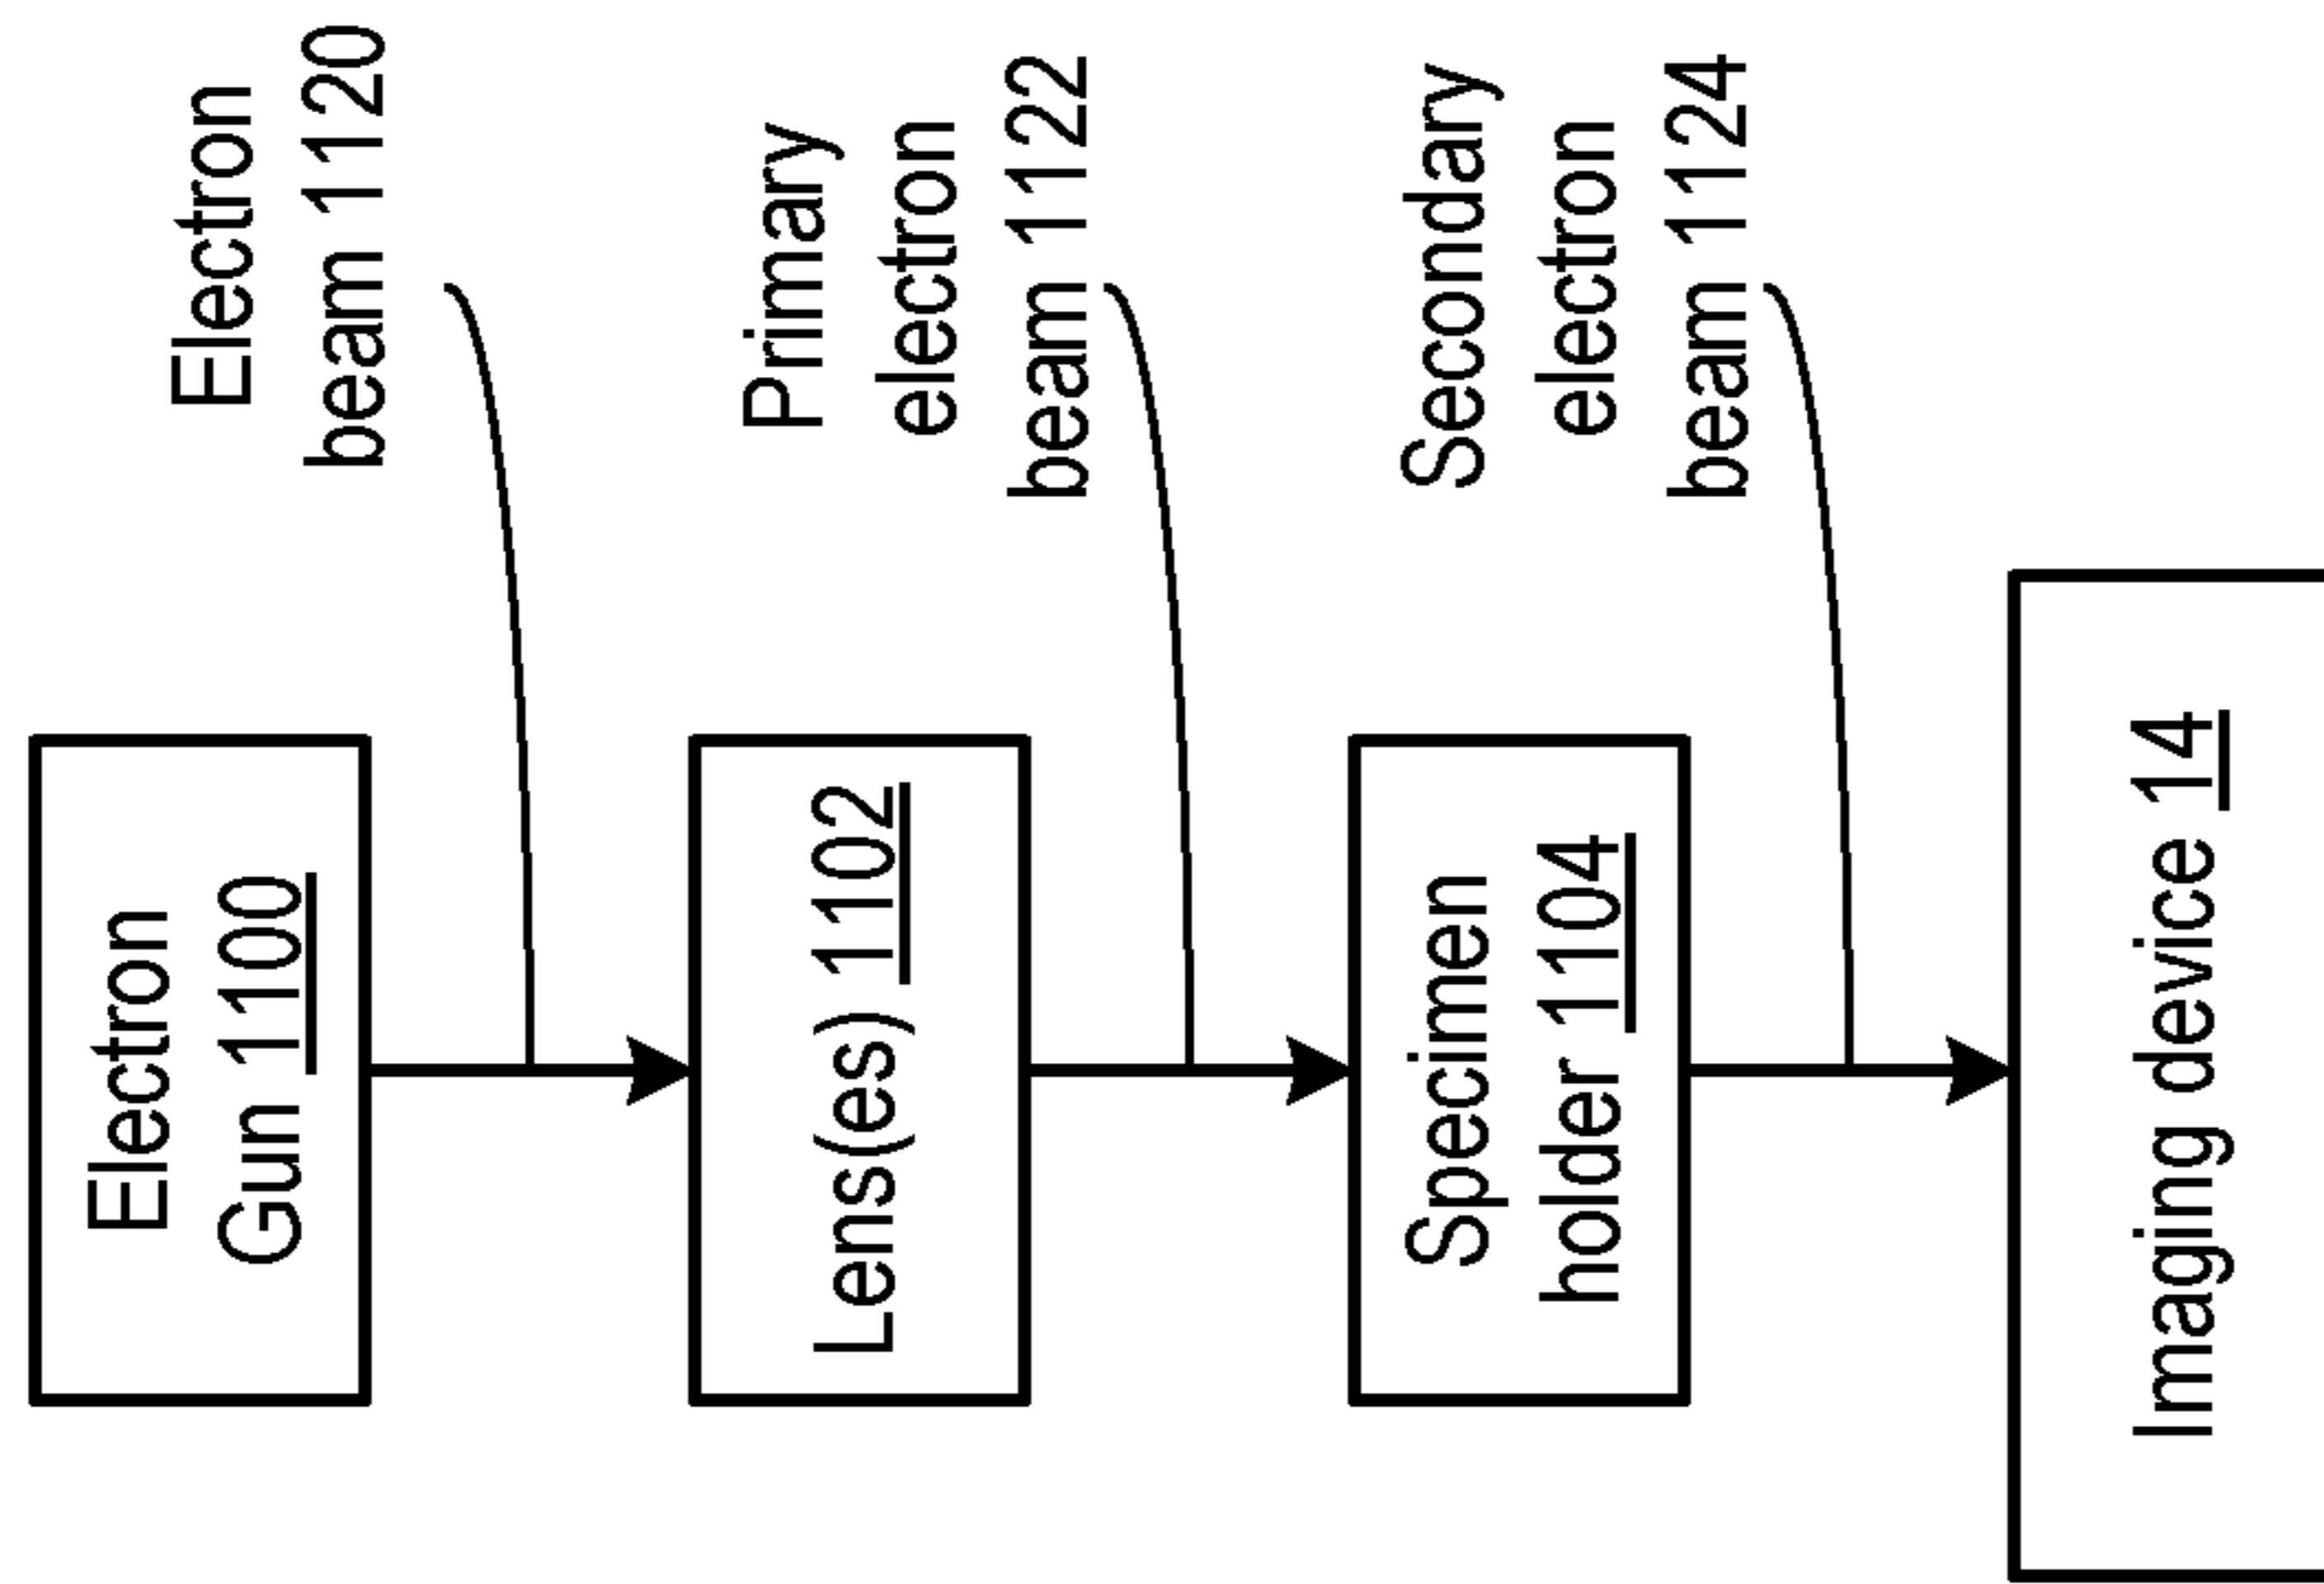 Electron
Gun 1100
Electron
beam 1120
Lens(es) 1102
Primary
electron
beam 1122
Specimen
holder 1104
Secondary
electron
beam 1124
Imaging device 14